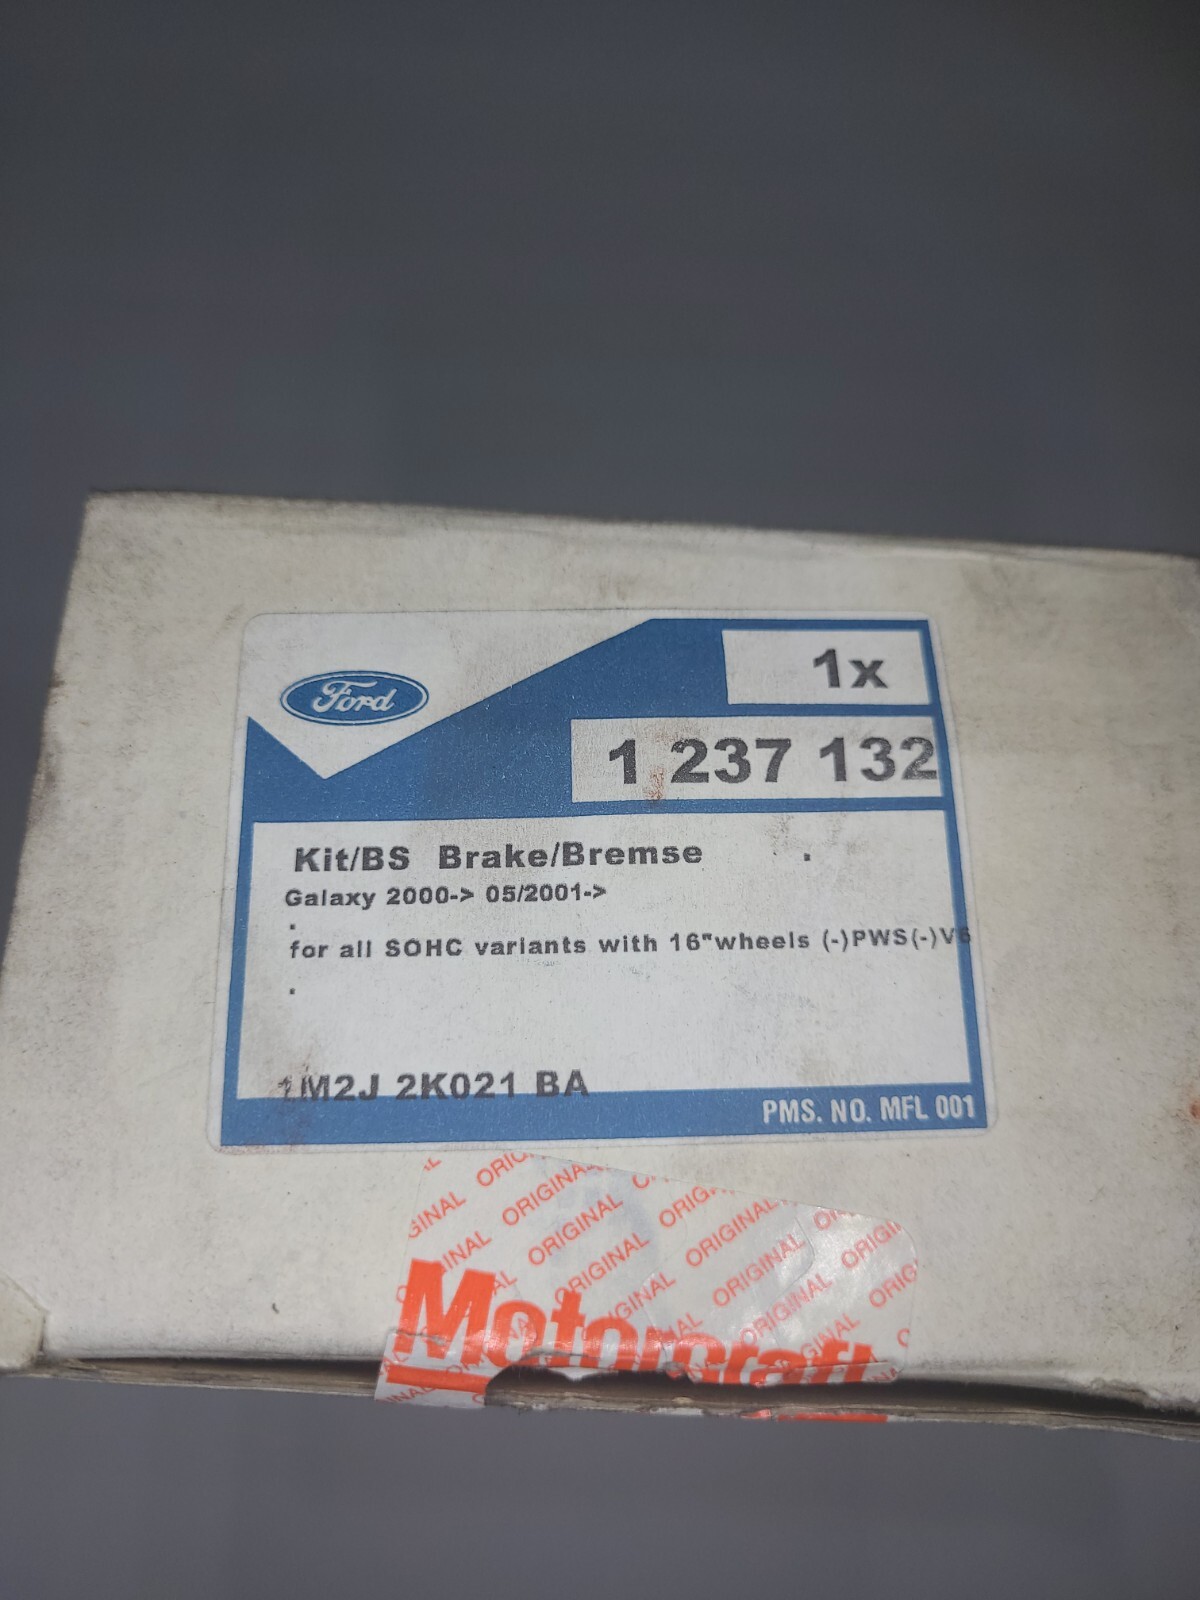 Ford
1x
1 237 132
Kit/BS Brake/Bremse .
Galaxy 2000-> 05/2001->
.
for all SOHC variants with 16"wheels (-)PWS(-)V6
.
1M2J 2K021 BA
PMS. NO. MFL 001
ORIGINAL ORIGINAL ORIGINAL ORIGINAL
Motorcraft